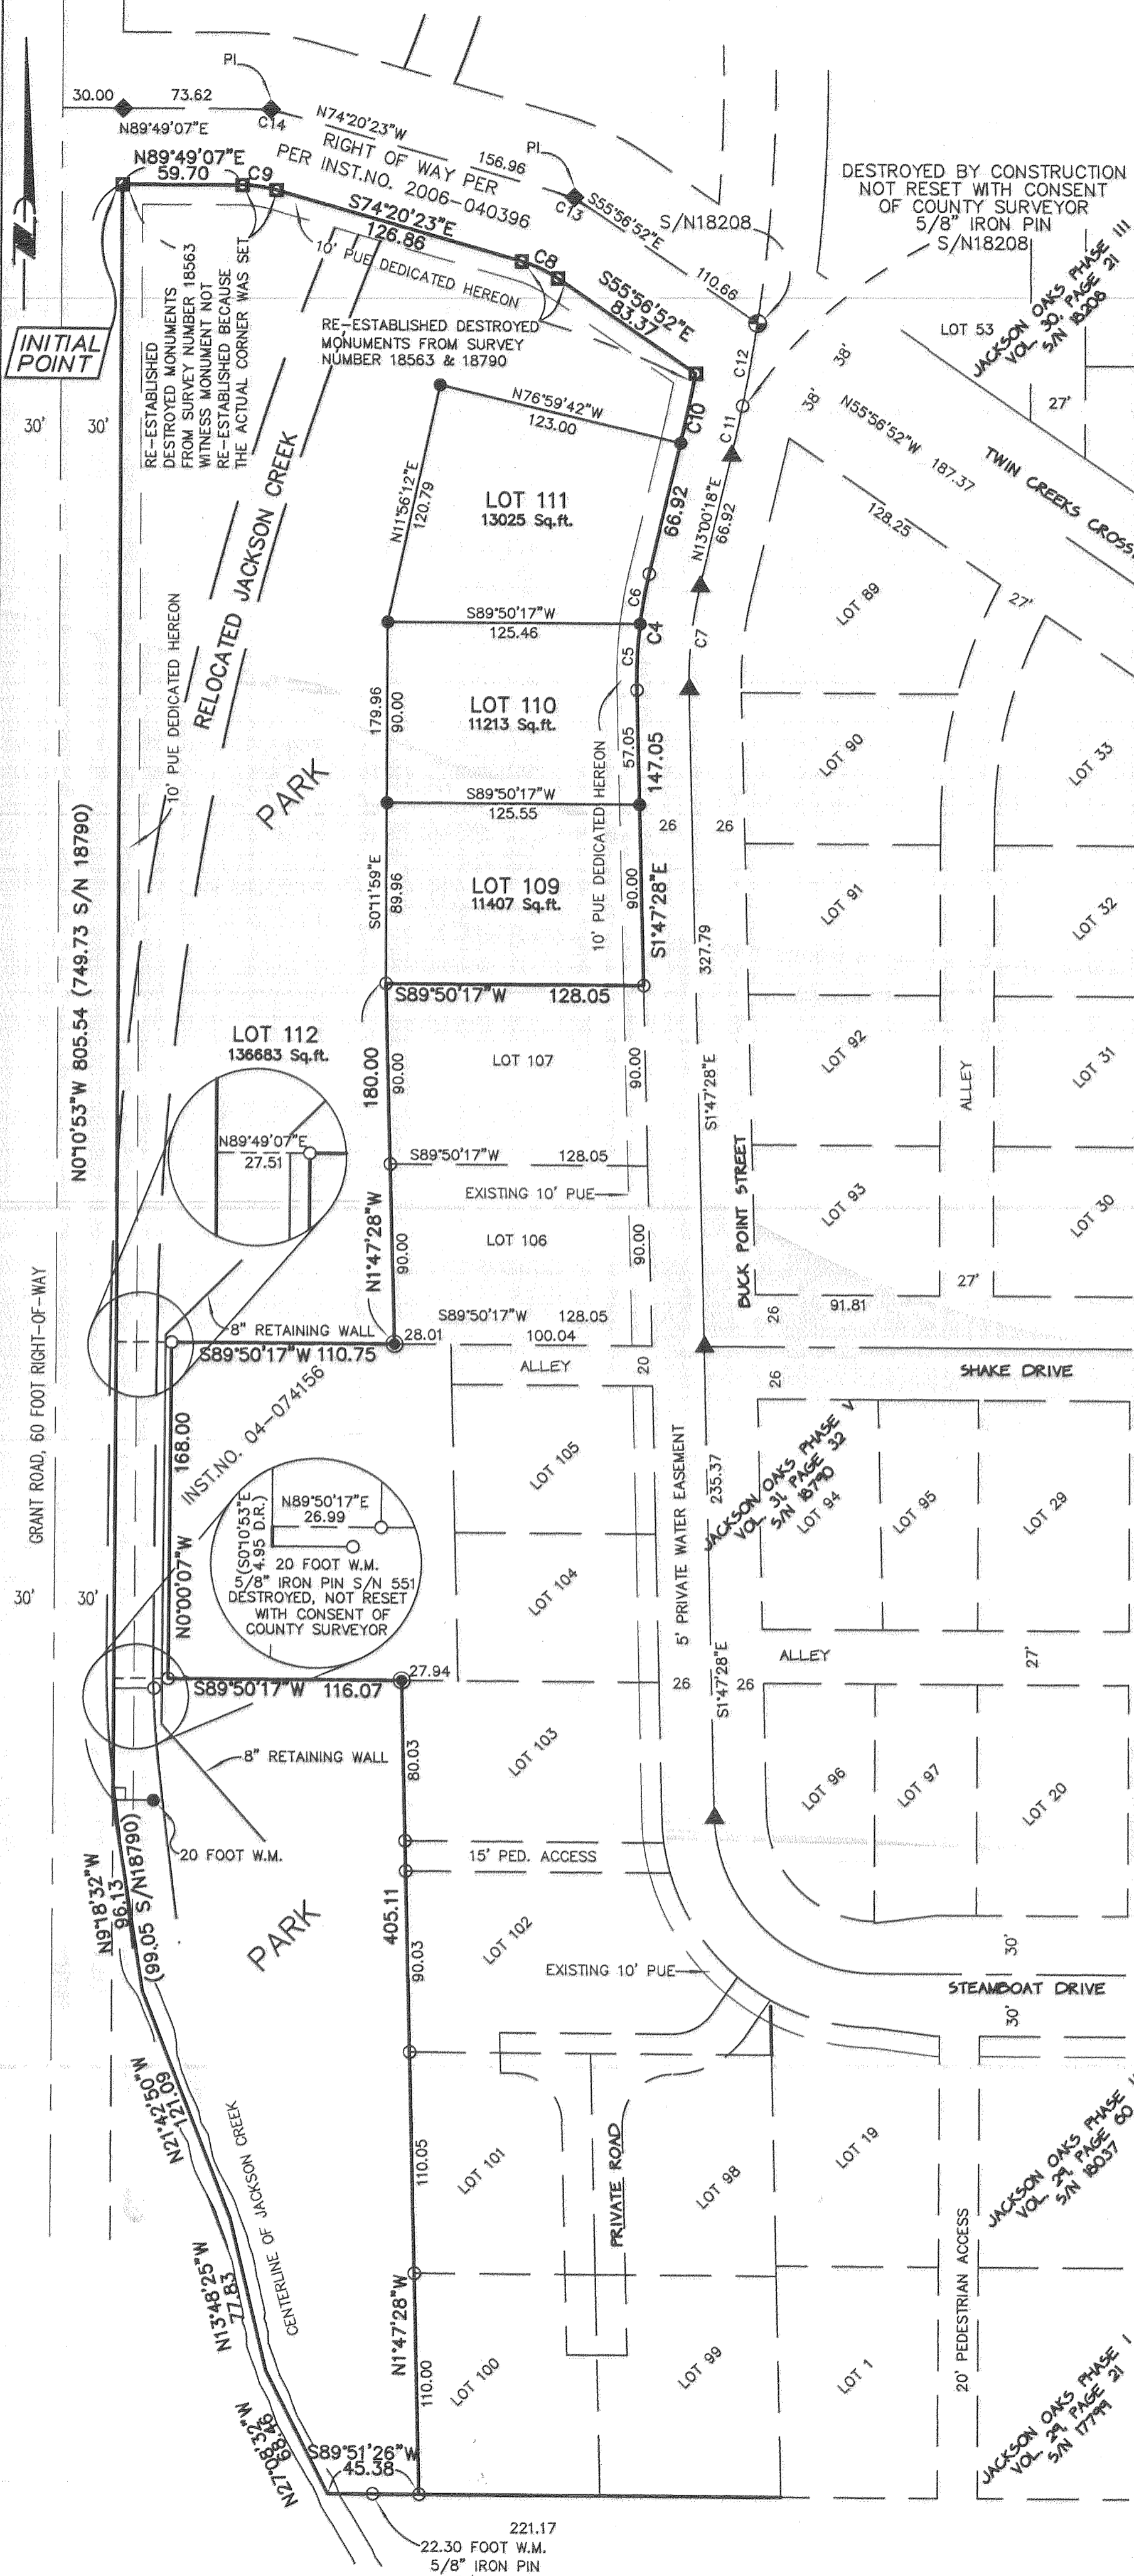 PI
30.00
73.62
N89°49'07"E
C14
N74°20'23"W
156.96
RIGHT OF WAY PER
PER INST.NO. 2006-040396
PI
C13
S55°56'52"E
110.66
S/N18208
DESTROYED BY CONSTRUCTION
NOT RESET WITH CONSENT
OF COUNTY SURVEYOR
5/8" IRON PIN
S/N18208
N89°49'07"E
59.70
C9
S74°20'23"E
126.86
10' PUE DEDICATED HEREON
C8
S55°56'52"E
83.37
INITIAL
POINT
RE-ESTABLISHED
DESTROYED MONUMENTS
FROM SURVEY NUMBER 18563
WITNESS MONUMENT NOT
RE-ESTABLISHED BECAUSE
THE ACTUAL CORNER WAS SET
RE-ESTABLISHED DESTROYED
MONUMENTS FROM SURVEY
NUMBER 18563 & 18790
LOT 53
JACKSON OAKS PHASE III
VOL. 30, PAGE 21
S/N 18208
27'
30'
30'
N76°59'42"W
123.00
C10
C12
C11
38'
38'
N55°56'52"W
187.37
128.25
TWIN CREEKS CROSS
N11°56'12"E
120.79
LOT 111
13025 Sq.ft.
66.92
N13°00'18"E
66.92
RELOCATED JACKSON CREEK
10' PUE DEDICATED HEREON
C6
S89°50'17"W
125.46
C4
C5
C7
LOT 89
27'
179.96
90.00
LOT 110
11213 Sq.ft.
57.05
147.05
10' PUE DEDICATED HEREON
LOT 90
LOT 33
PARK
S89°50'17"W
125.55
26
26
N0°10'53"W 805.54 (749.73 S/N 18790)
S0°11'59"E
89.96
LOT 109
11407 Sq.ft.
90.00
S1°47'28"E
327.79
LOT 91
LOT 32
S89°50'17"W
128.05
LOT 112
136683 Sq.ft.
180.00
90.00
LOT 107
90.00
S1°47'28"E
LOT 92
ALLEY
LOT 31
N89°49'07"E
27.51
S89°50'17"W
128.05
EXISTING 10' PUE
N1°47'28"W
90.00
LOT 106
90.00
BUCK POINT STREET
LOT 93
LOT 30
27'
91.81
26
GRANT ROAD, 60 FOOT RIGHT-OF-WAY
8" RETAINING WALL
S89°50'17"W 110.75
28.01
S89°50'17"W
128.05
100.04
ALLEY
20
SHAKE DRIVE
26
168.00
INST.NO. 04-074156
LOT 105
5' PRIVATE WATER EASEMENT
235.37
JACKSON OAKS PHASE V
VOL. 31, PAGE 32
S/N 18790
LOT 94
LOT 95
LOT 29
(S0°10'53"E
4.95 D.R.)
N89°50'17"E
26.99
20 FOOT W.M.
5/8" IRON PIN S/N 551
DESTROYED, NOT RESET
WITH CONSENT OF
COUNTY SURVEYOR
N0°00'07"W
30'
30'
LOT 104
ALLEY
27'
S89°50'17"W
116.07
27.94
26
S1°47'28"E
26
8" RETAINING WALL
80.03
LOT 103
LOT 96
LOT 97
LOT 20
20 FOOT W.M.
15' PED. ACCESS
N9°18'32"W
96.13
(99.05 S/N18790)
PARK
405.11
90.03
LOT 102
EXISTING 10' PUE
30'
STEAMBOAT DRIVE
30'
N21°42'50"W
121.09
CENTERLINE OF JACKSON CREEK
110.05
LOT 101
PRIVATE ROAD
LOT 98
LOT 19
JACKSON OAKS PHASE
VOL. 29, PAGE 60
S/N 18037
N13°48'25"W
77.83
N1°47'28"W
110.00
LOT 100
LOT 99
LOT 1
20' PEDESTRIAN ACCESS
JACKSON OAKS PHASE I
VOL. 29, PAGE 21
S/N 17799
N27°08'32"W
68.46
S89°51'26"W
45.38
221.17
22.30 FOOT W.M.
5/8" IRON PIN